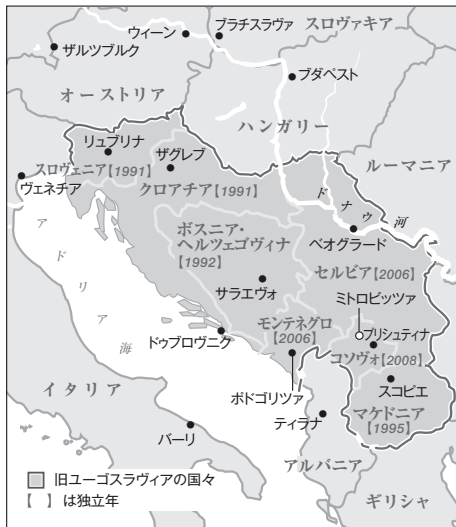 ウィーン
ブラチスラヴァ
スロヴァキア
ザルツブルク
ブダペスト
オーストリア
ハンガリー
リュブリナ
ザグレブ
ルーマニア
スロヴェニア[1991]
ヴェネチア
クロアチア[1991]
ドナウ河
ボスニア・
ヘルツェゴヴィナ
[1992]
ベオグラード
アドリア海
セルビア[2006]
サラエヴォ
ミトロビッツァ
モンテネグロ
[2006]
プリシュティナ
ドゥブロヴニク
コソヴォ[2008]
イタリア
ポドゴリツァ
スコピエ
ティラナ
マケドニア
[1995]
バーリ
アルバニア
旧ユーゴスラヴィアの国々
[ ]は独立年
ギリシャ